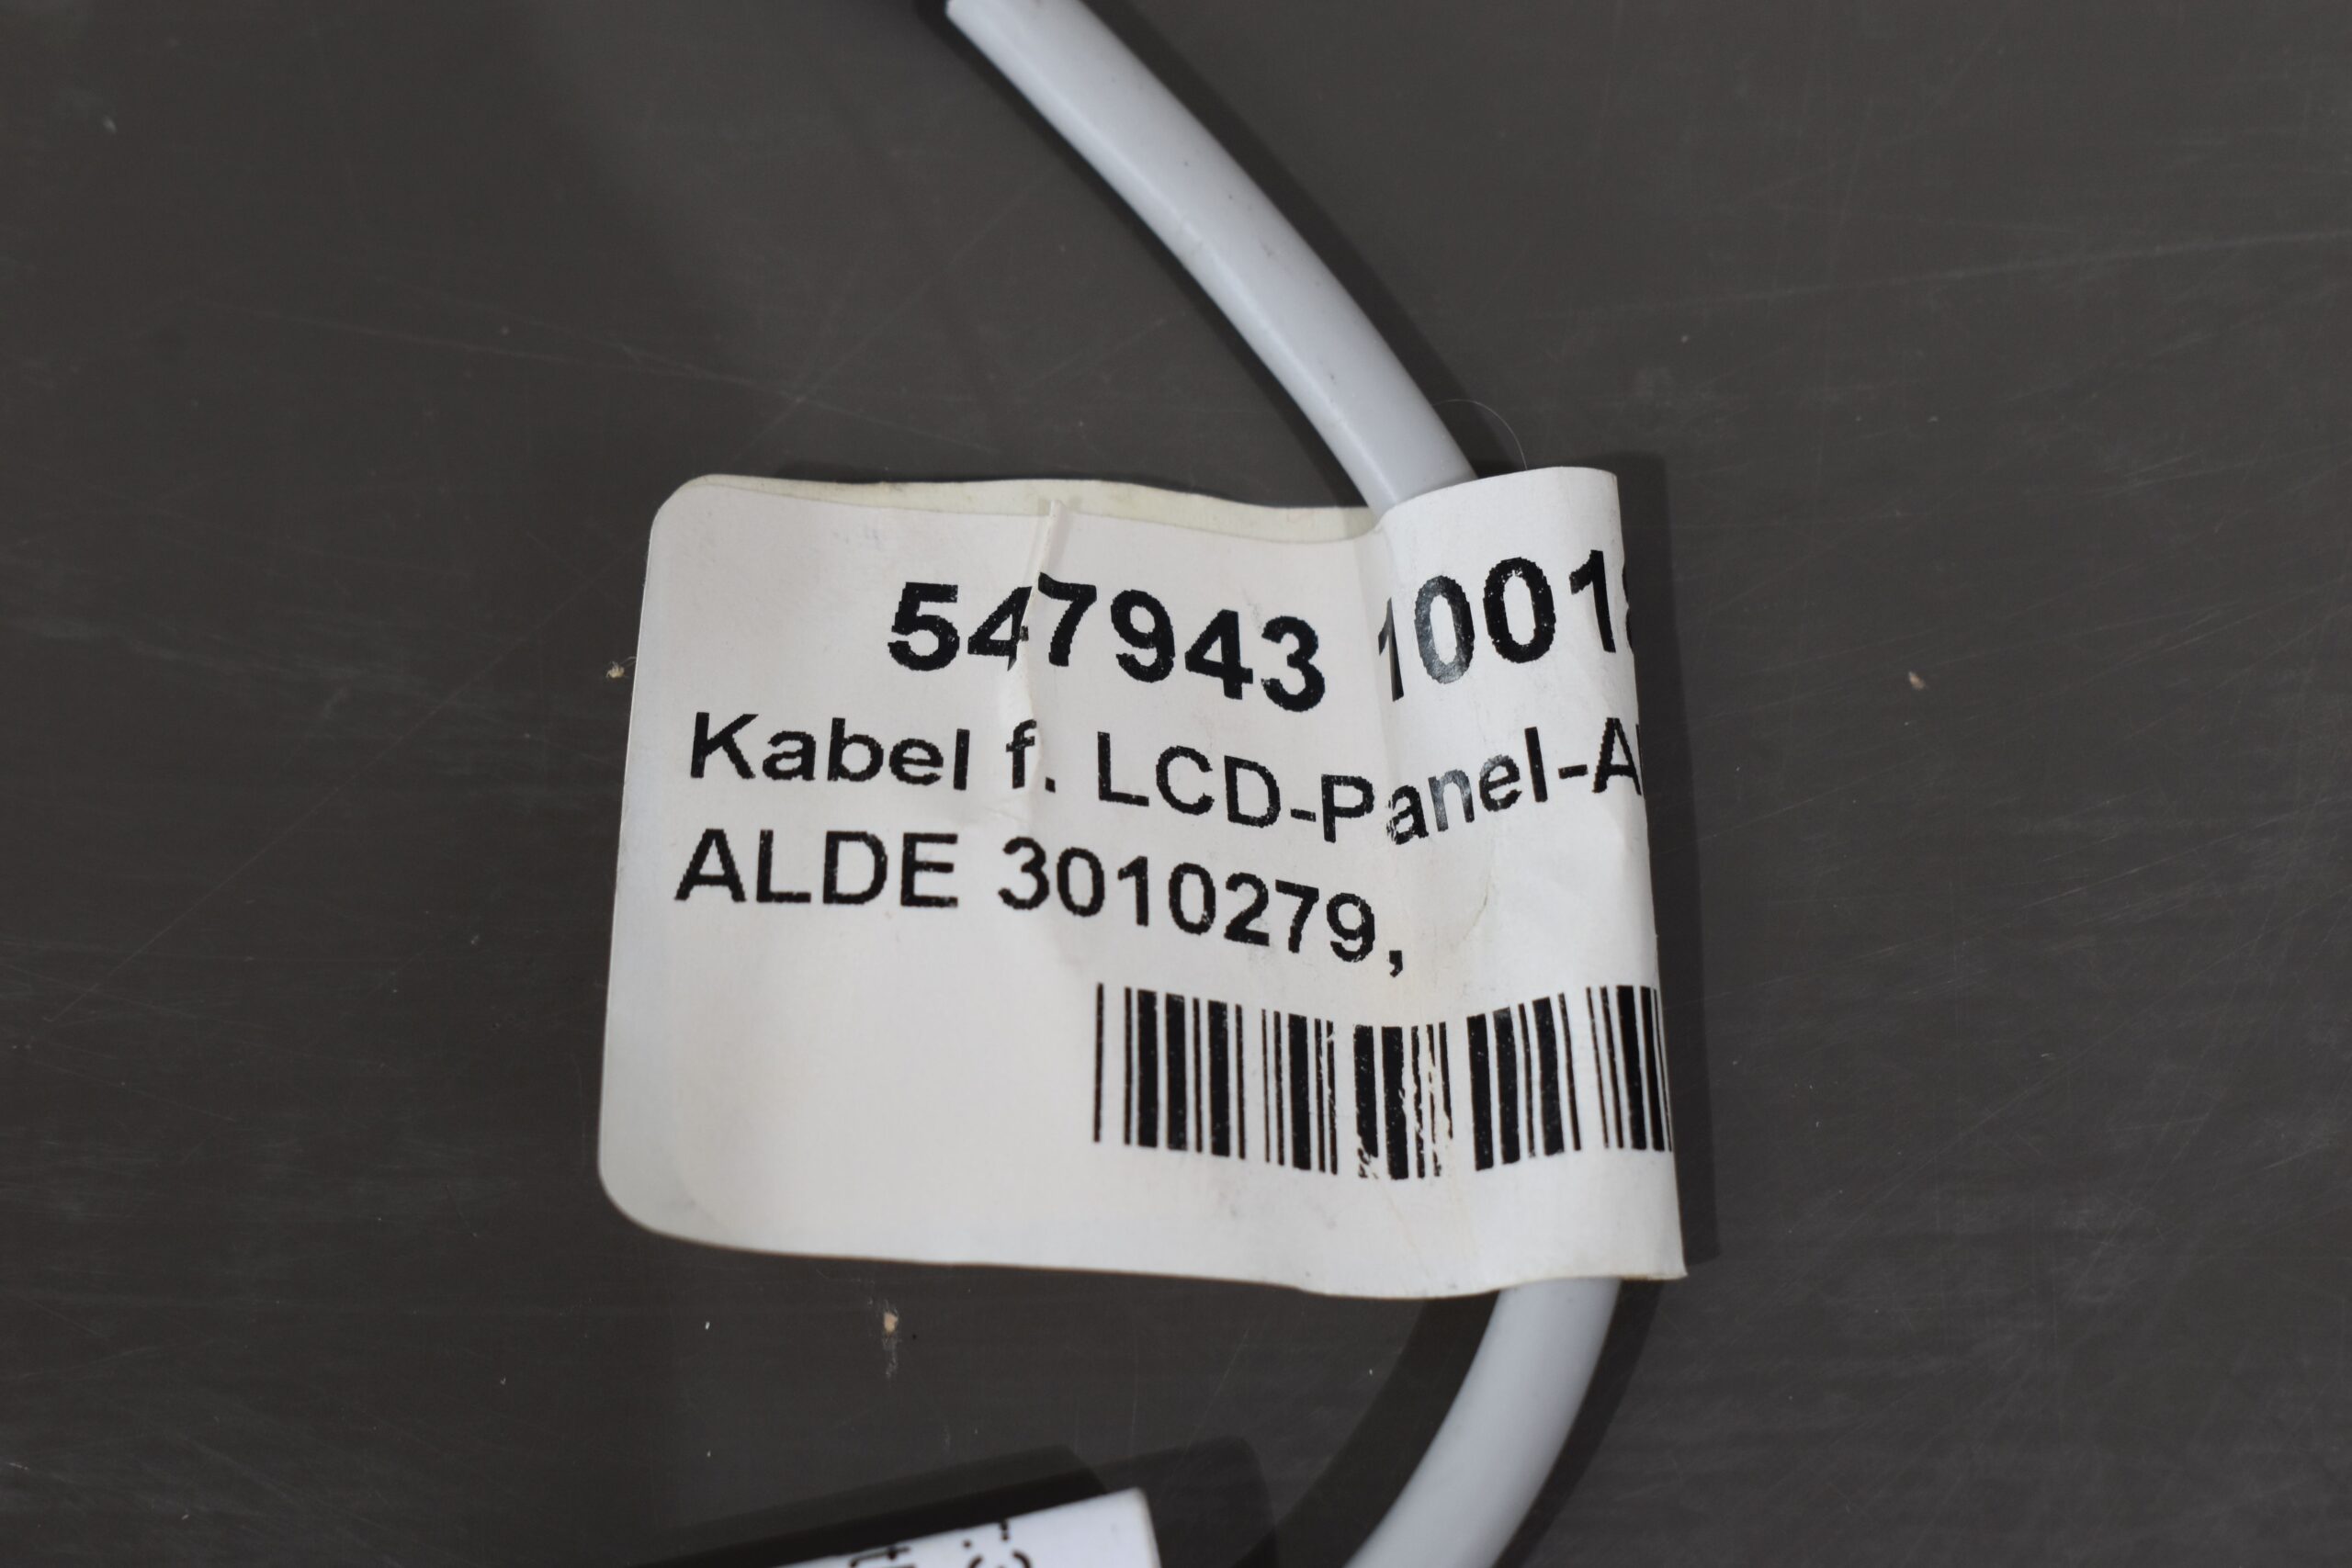 547943 1001
Kabel f. LCD-Panel-A
ALDE 3010279,